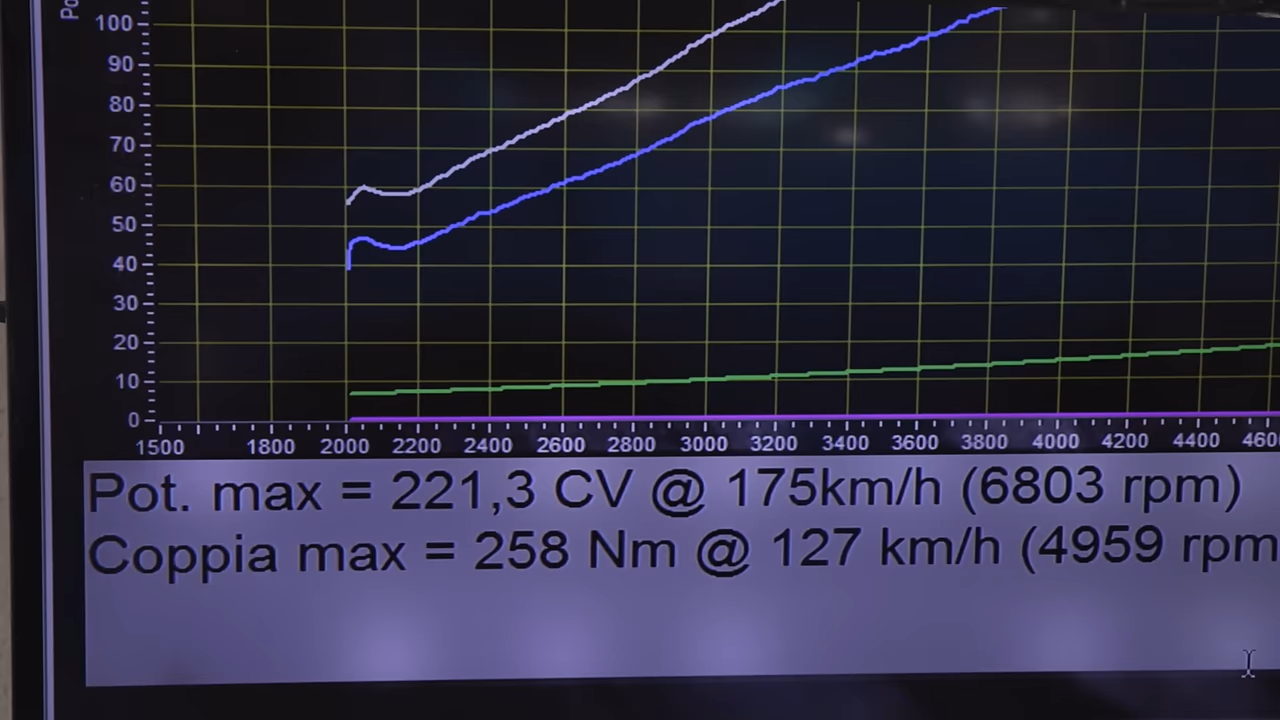 Po
100
90
80
70
60
50
40
30
20
10
0
1500 1800 2000 2200 2400 2600 2800 3000 3200 3400 3600 3800 4000 4200 4400 4600
Pot. max = 221,3 CV @ 175km/h (6803 rpm)
Coppia max = 258 Nm @ 127 km/h (4959 rpm